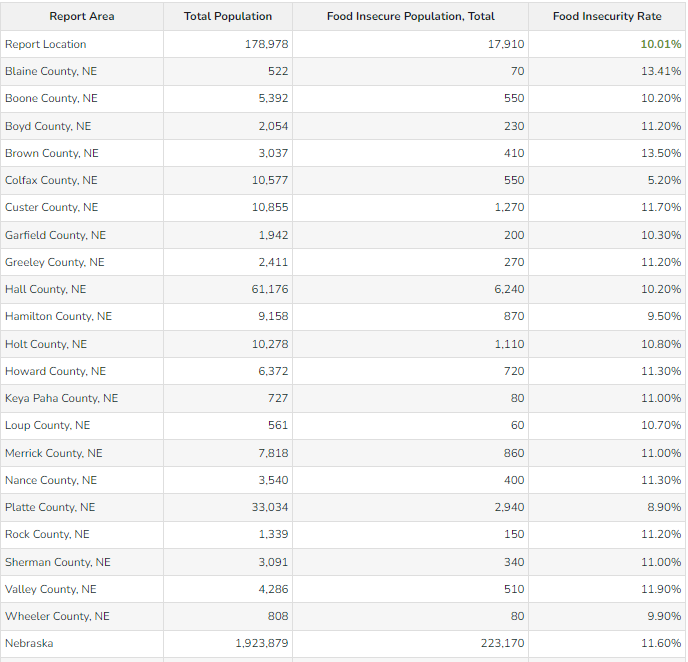 Report Area Total Population Food Insecure Population, Total Food Insecurity Rate
Report Location 178,978 17,910 10.01%
Blaine County, NE 522 70 13.41%
Boone County, NE 5,392 550 10.20%
Boyd County, NE 2,054 230 11.20%
Brown County, NE 3,037 410 13.50%
Colfax County, NE 10,577 550 5.20%
Custer County, NE 10,855 1,270 11.70%
Garfield County, NE 1,942 200 10.30%
Greeley County, NE 2,411 270 11.20%
Hall County, NE 61,176 6,240 10.20%
Hamilton County, NE 9,158 870 9.50%
Holt County, NE 10,278 1,110 10.80%
Howard County, NE 6,372 720 11.30%
Keya Paha County, NE 727 80 11.00%
Loup County, NE 561 60 10.70%
Merrick County, NE 7,818 860 11.00%
Nance County, NE 3,540 400 11.30%
Platte County, NE 33,034 2,940 8.90%
Rock County, NE 1,339 150 11.20%
Sherman County, NE 3,091 340 11.00%
Valley County, NE 4,286 510 11.90%
Wheeler County, NE 808 80 9.90%
Nebraska 1,923,879 223,170 11.60%